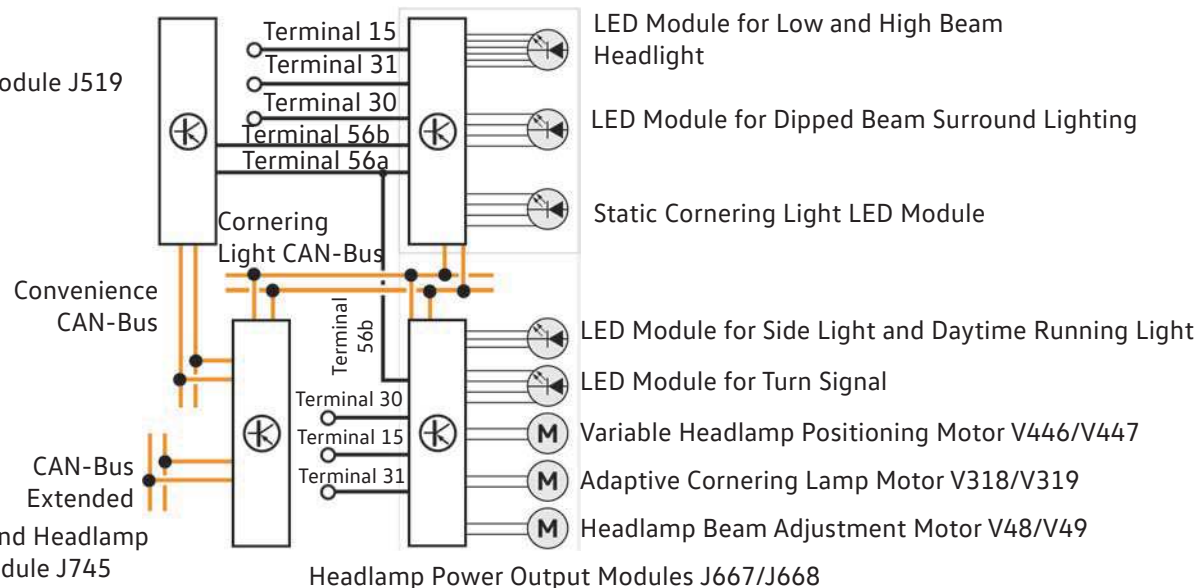 Terminal 15
Terminal 31
Terminal 30
Terminal 56b
Terminal 56a
J519
LED Module for Low and High Beam
Headlight
LED Module for Dipped Beam Surround Lighting
Static Cornering Light LED Module
Cornering
Light CAN-Bus
Convenience
CAN-Bus
Terminal
56b
LED Module for Side Light and Daytime Running Light
LED Module for Turn Signal
Terminal 30
Terminal 15
Terminal 31
M Variable Headlamp Positioning Motor V446/V447
M Adaptive Cornering Lamp Motor V318/V319
M Headlamp Beam Adjustment Motor V48/V49
CAN-Bus
Extended
Headlamp
J745
Headlamp Power Output Modules J667/J668